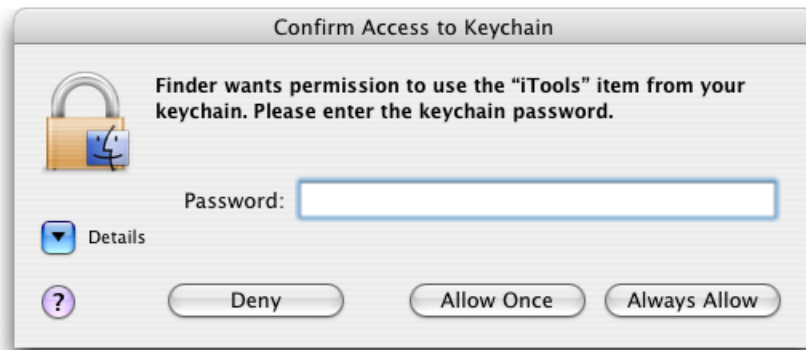 Confirm Access to Keychain
Finder wants permission to use the “iTools” item from your
keychain. Please enter the keychain password.
Password:
Details
?
Deny
Allow Once
Always Allow